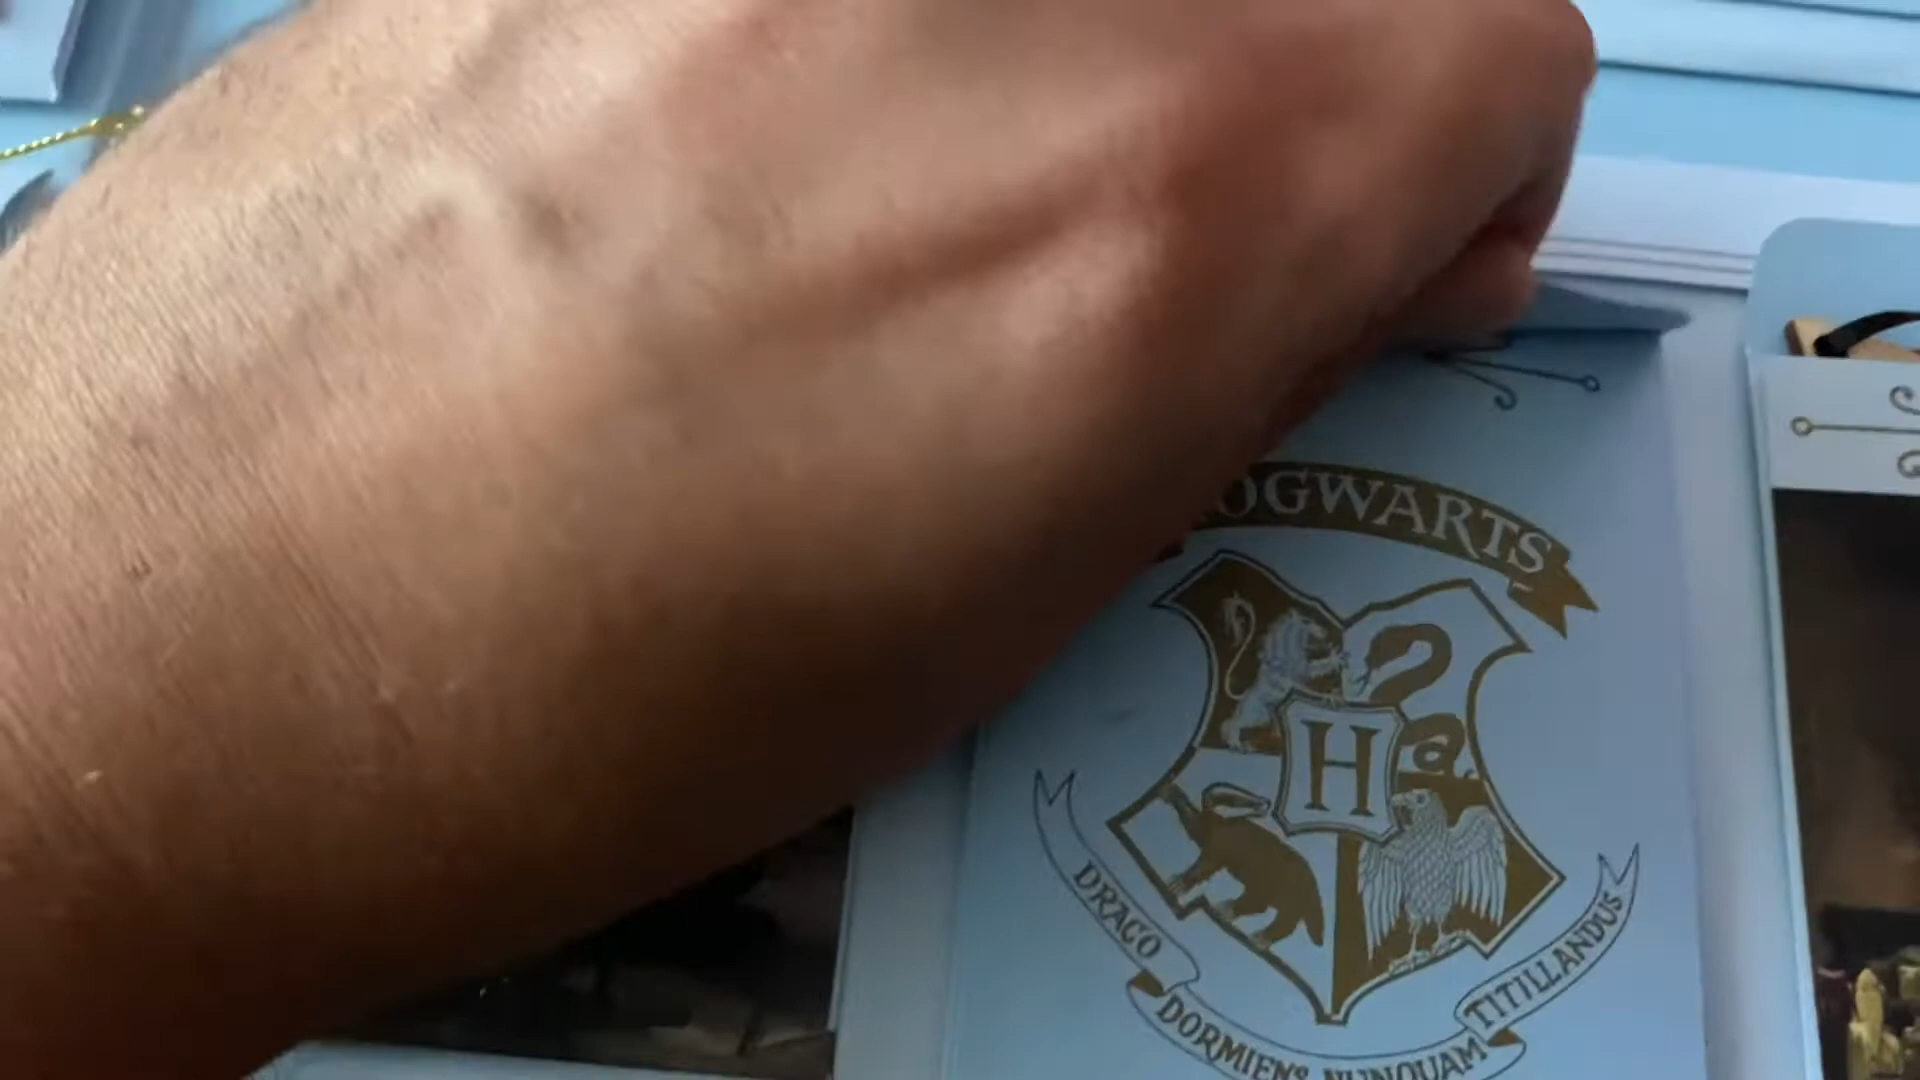 OGWARTS
H
DRACO
DORMIENS
NUNQUAM
TITILLANDUS